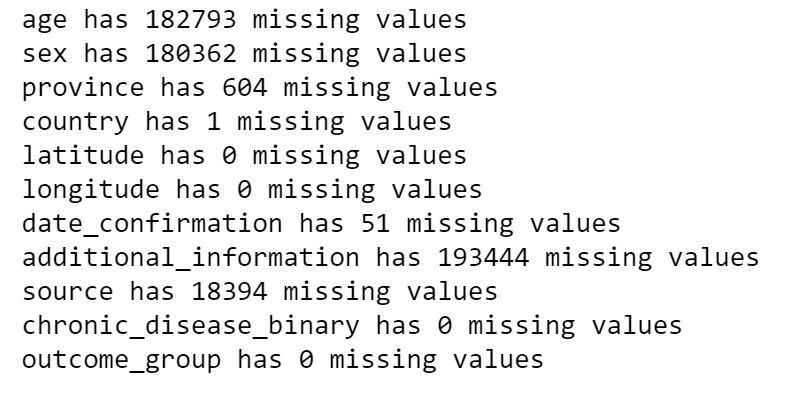 age has 182793 missing values
sex has 180362 missing values
province has 604 missing values
country has 1 missing values
latitude has 0 missing values
longitude has 0 missing values
date_confirmation has 51 missing values
additional_information has 193444 missing values
source has 18394 missing values
chronic_disease_binary has 0 missing values
outcome_group has 0 missing values